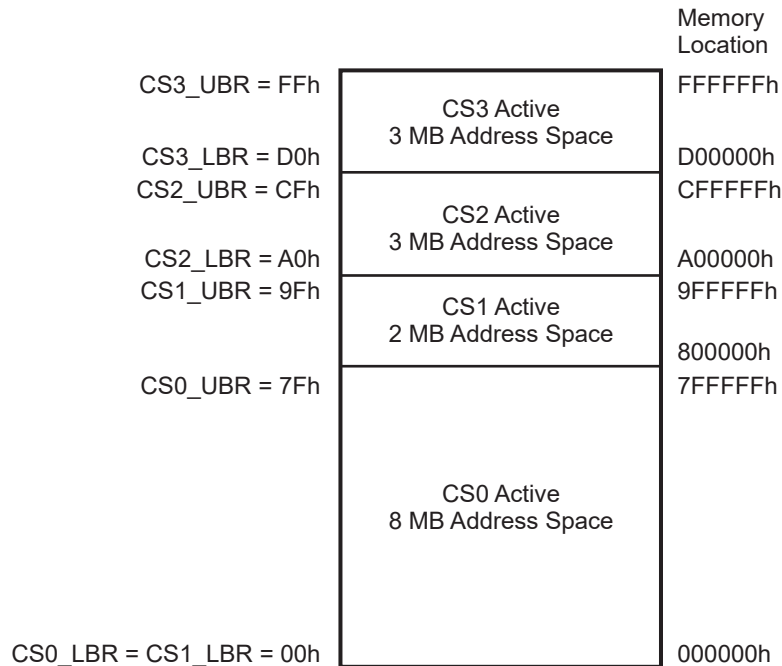 Memory
Location
CS3_UBR = FFh
CS3 Active
3 MB Address Space
FFFFFFh
CS3_LBR = D0h
D00000h
CS2_UBR = CFh
CS2 Active
3 MB Address Space
CFFFFFh
CS2_LBR = A0h
A00000h
CS1_UBR = 9Fh
CS1 Active
2 MB Address Space
9FFFFFh
800000h
CS0_UBR = 7Fh
7FFFFFh
CS0 Active
8 MB Address Space
CS0_LBR = CS1_LBR = 00h
000000h